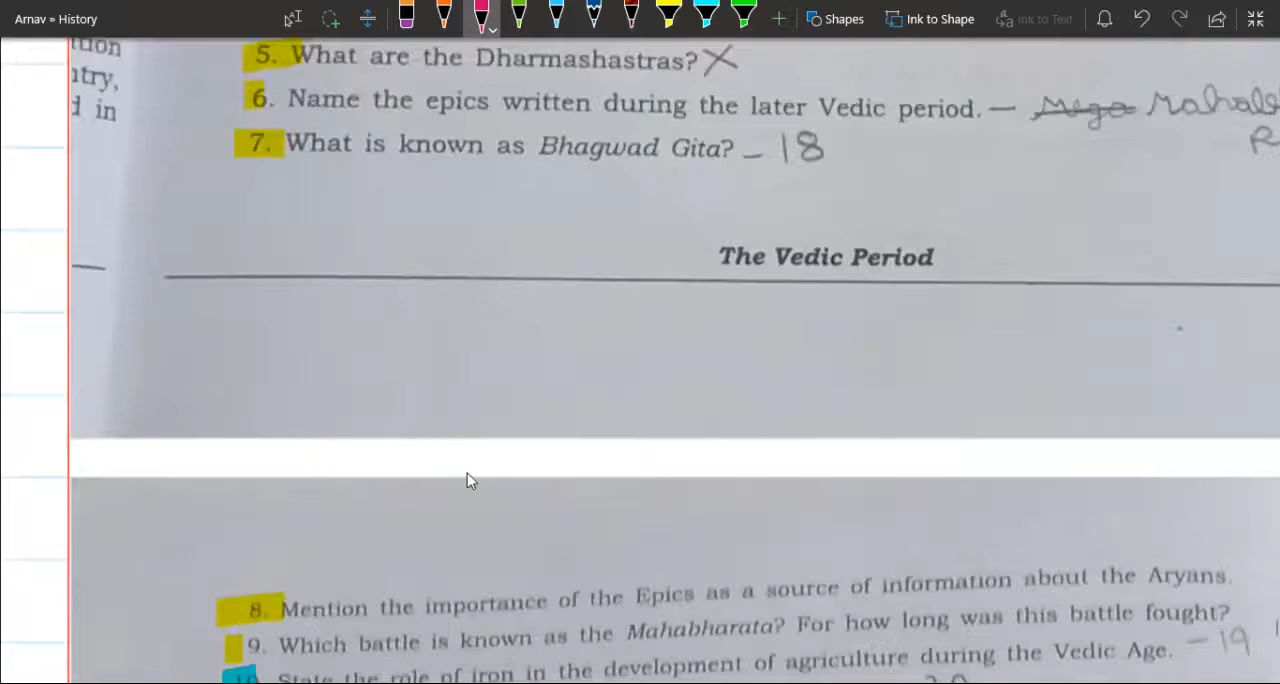 Arnav » History
Shapes
Ink to Shape
Ink to Text
ntry,
d in
5. What are the Dharmashastras? X
6. Name the epics written during the later Vedic period. —
7. What is known as Bhagwad Gita? – 18
The Vedic Period
8. Mention the importance of the Epics as a source of information about the Aryans.
9. Which battle is known as the Mahabharata? For how long was this battle fought?
10. State the role of iron in the development of agriculture during the Vedic Age. – 19